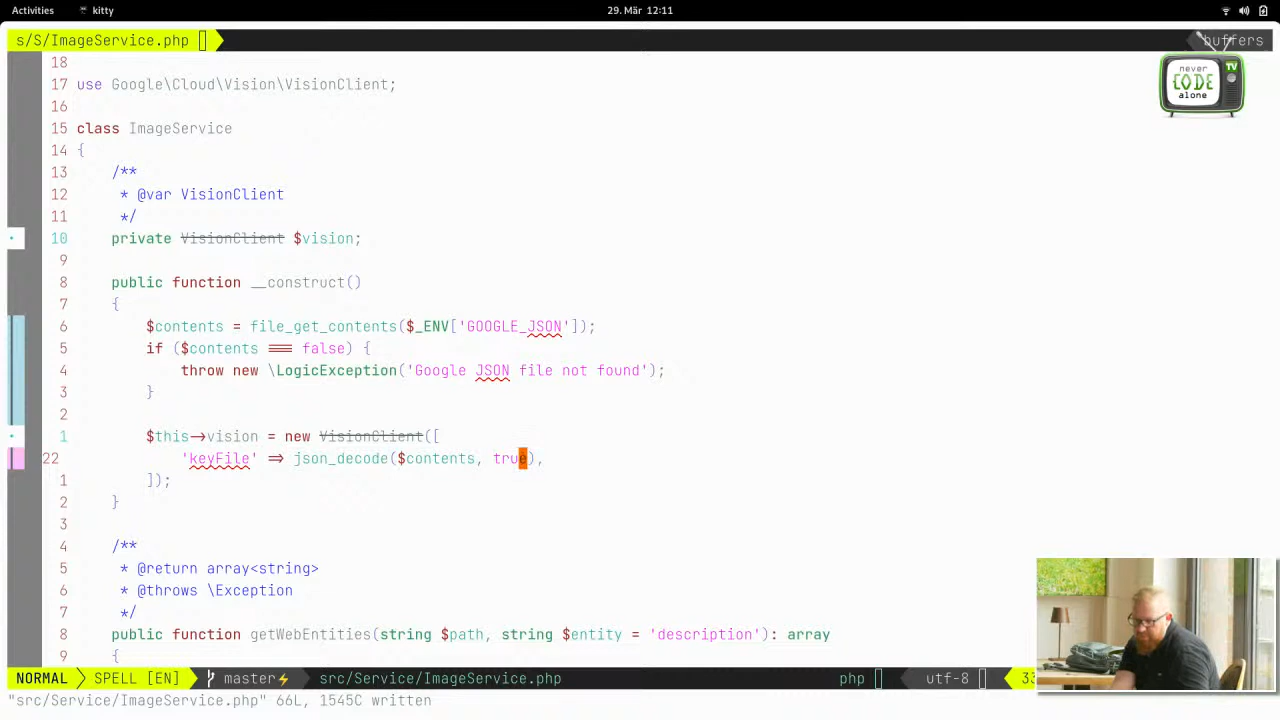 Activities kitty 29. Mär 12:11
s/S/ImageService.php buffers
never
CODE
alone
TV
18
17 use Google\Cloud\Vision\VisionClient;
16
15 class ImageService
14 {
13 /**
12 * @var VisionClient
11 */
10 private VisionClient $vision;
9
8 public function __construct()
7 {
6 $contents = file_get_contents($_ENV['GOOGLE_JSON']);
5 if ($contents === false) {
4 throw new \LogicException('Google JSON file not found');
3 }
2
1 $this->vision = new VisionClient([
22 'keyFile' => json_decode($contents, true),
1 ]);
2 }
3
4 /**
5 * @return array<string>
6 * @throws \Exception
7 */
8 public function getWebEntities(string $path, string $entity = 'description'): array
9 {
NORMAL SPELL [EN] master⚡ src/Service/ImageService.php php utf-8 33
"src/Service/ImageService.php" 66L, 1545C written